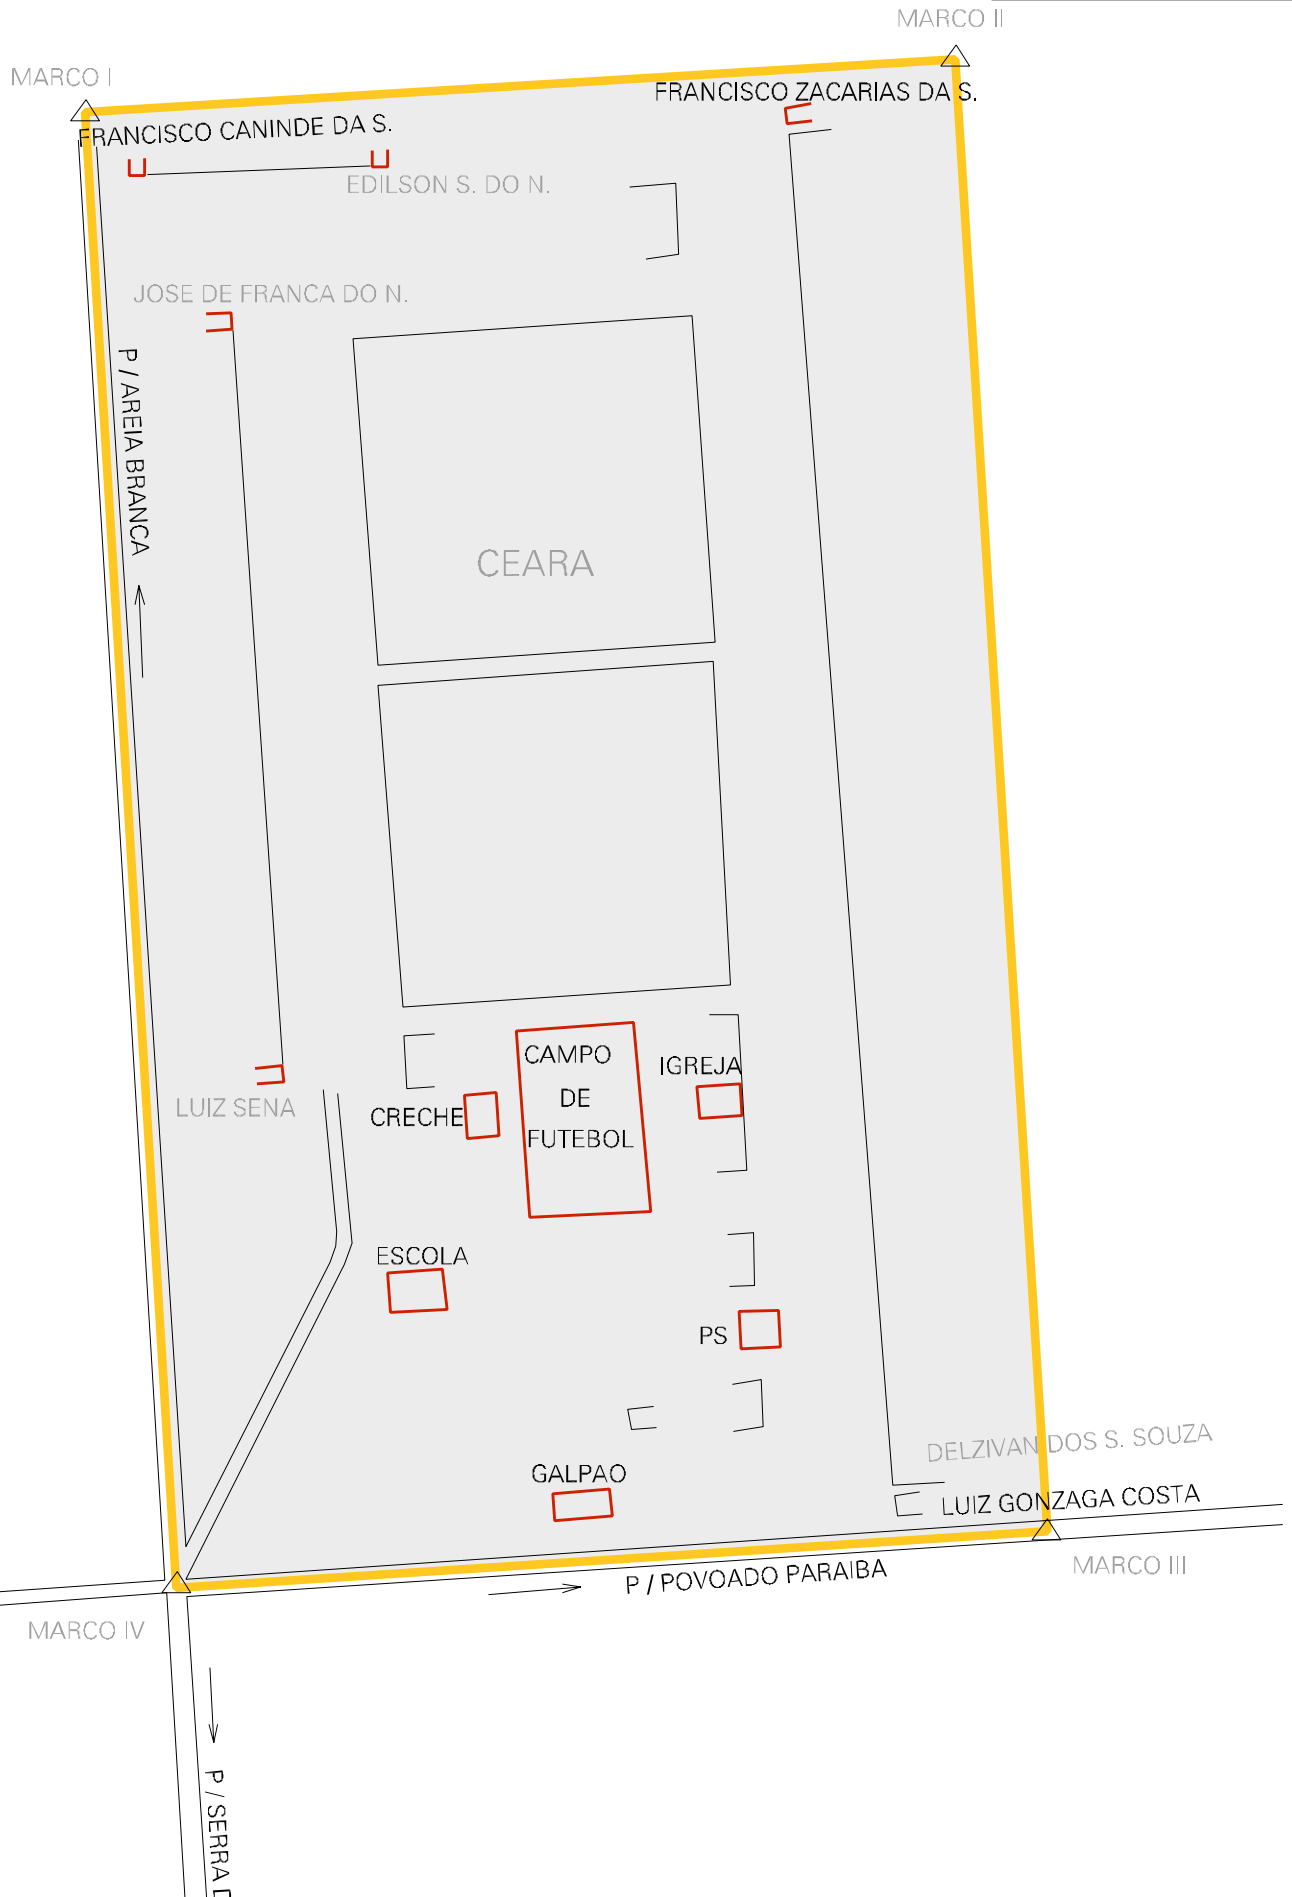 MARCO II
MARCO I
FRANCISCO ZACARIAS DA S.
FRANCISCO CANINDE DA S.
EDILSON S. DO N.
JOSE DE FRANCA DO N.
P / AREIA BRANCA
CEARA
CAMPO
DE
FUTEBOL
IGREJA
CRECHE
LUIZ SENA
ESCOLA
PS
DELZIVAN DOS S. SOUZA
GALPAO
LUIZ GONZAGA COSTA
P / POVOADO PARAIBA
MARCO III
MARCO IV
P / SERRA